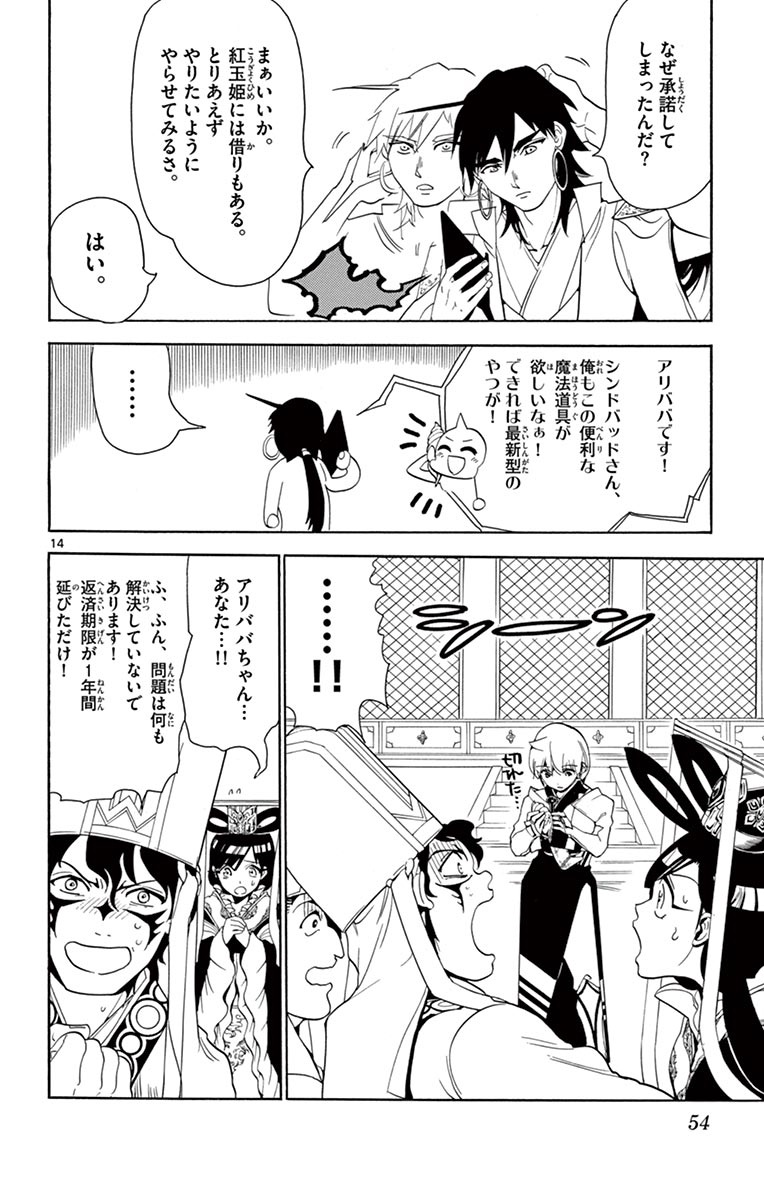 なぜ承諾して
しまったんだ?
まぁいいか。
紅玉姫には借りもある。
とりあえず
やりたいように
やらせてみるさ。
はい。
アリババです!
シンドバッドさん、
俺もこの便利な
魔法道具が
欲しいなぁ!
できれば最新型の
やつが!
……
14
シーーン
切れた…
……!!
アリババちゃん…
あなた…!!
ふ、ふん、問題は何も
解決していないで
あります!
返済期限が1年間
延びただけ!
54